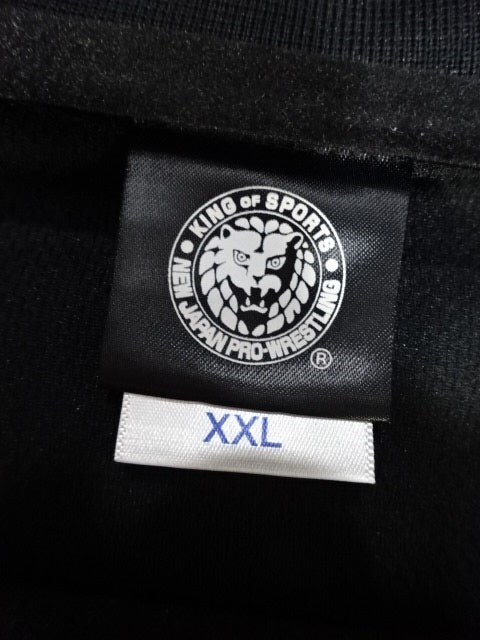 KING OF SPORTS
NEW JAPAN PRO-WRESTLING
®
XXL